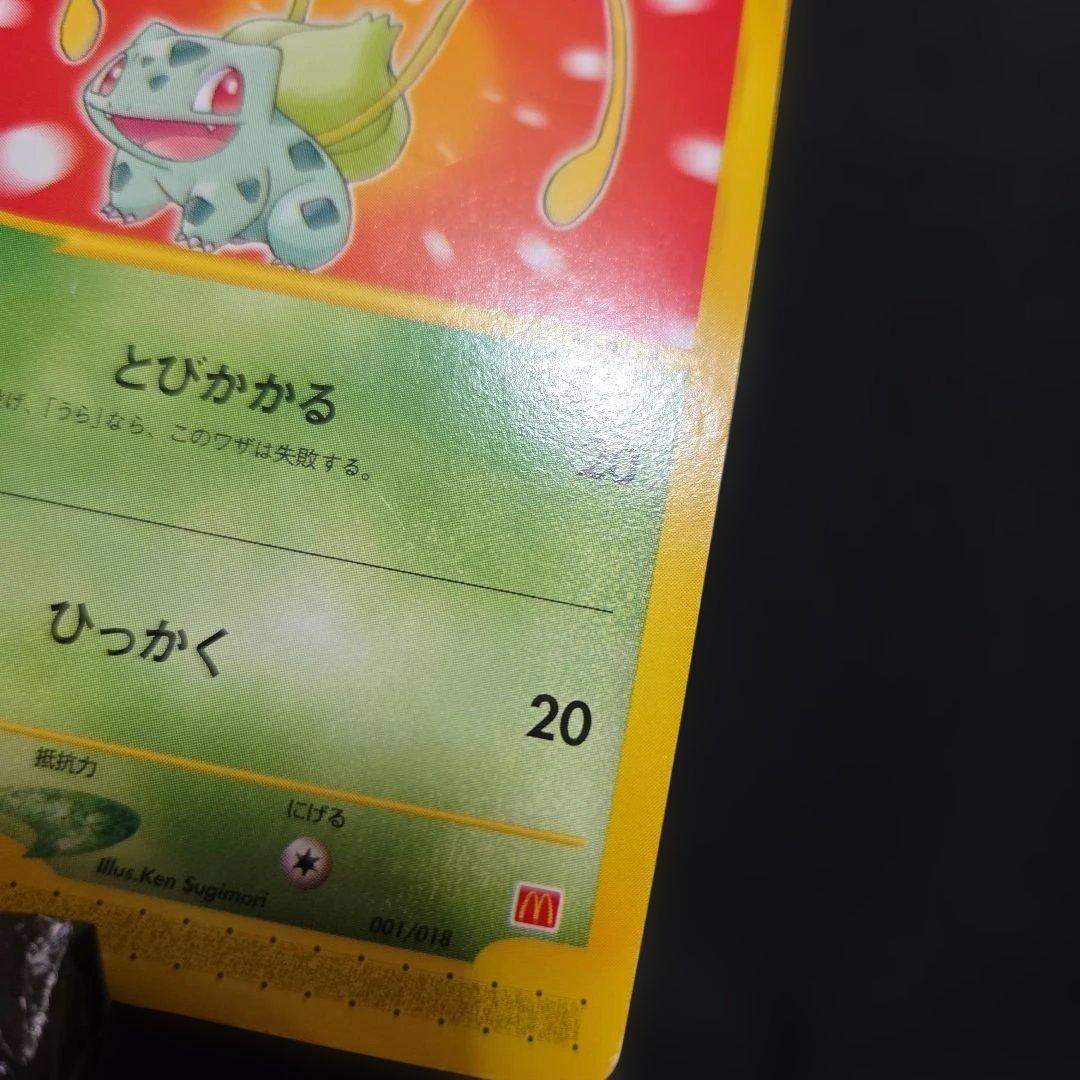 とびかかる
げ、「うら」なら、このワザは失敗する。
20
ひっかく
20
抵抗力
にげる
Illus.Ken Sugimori
001/018
M